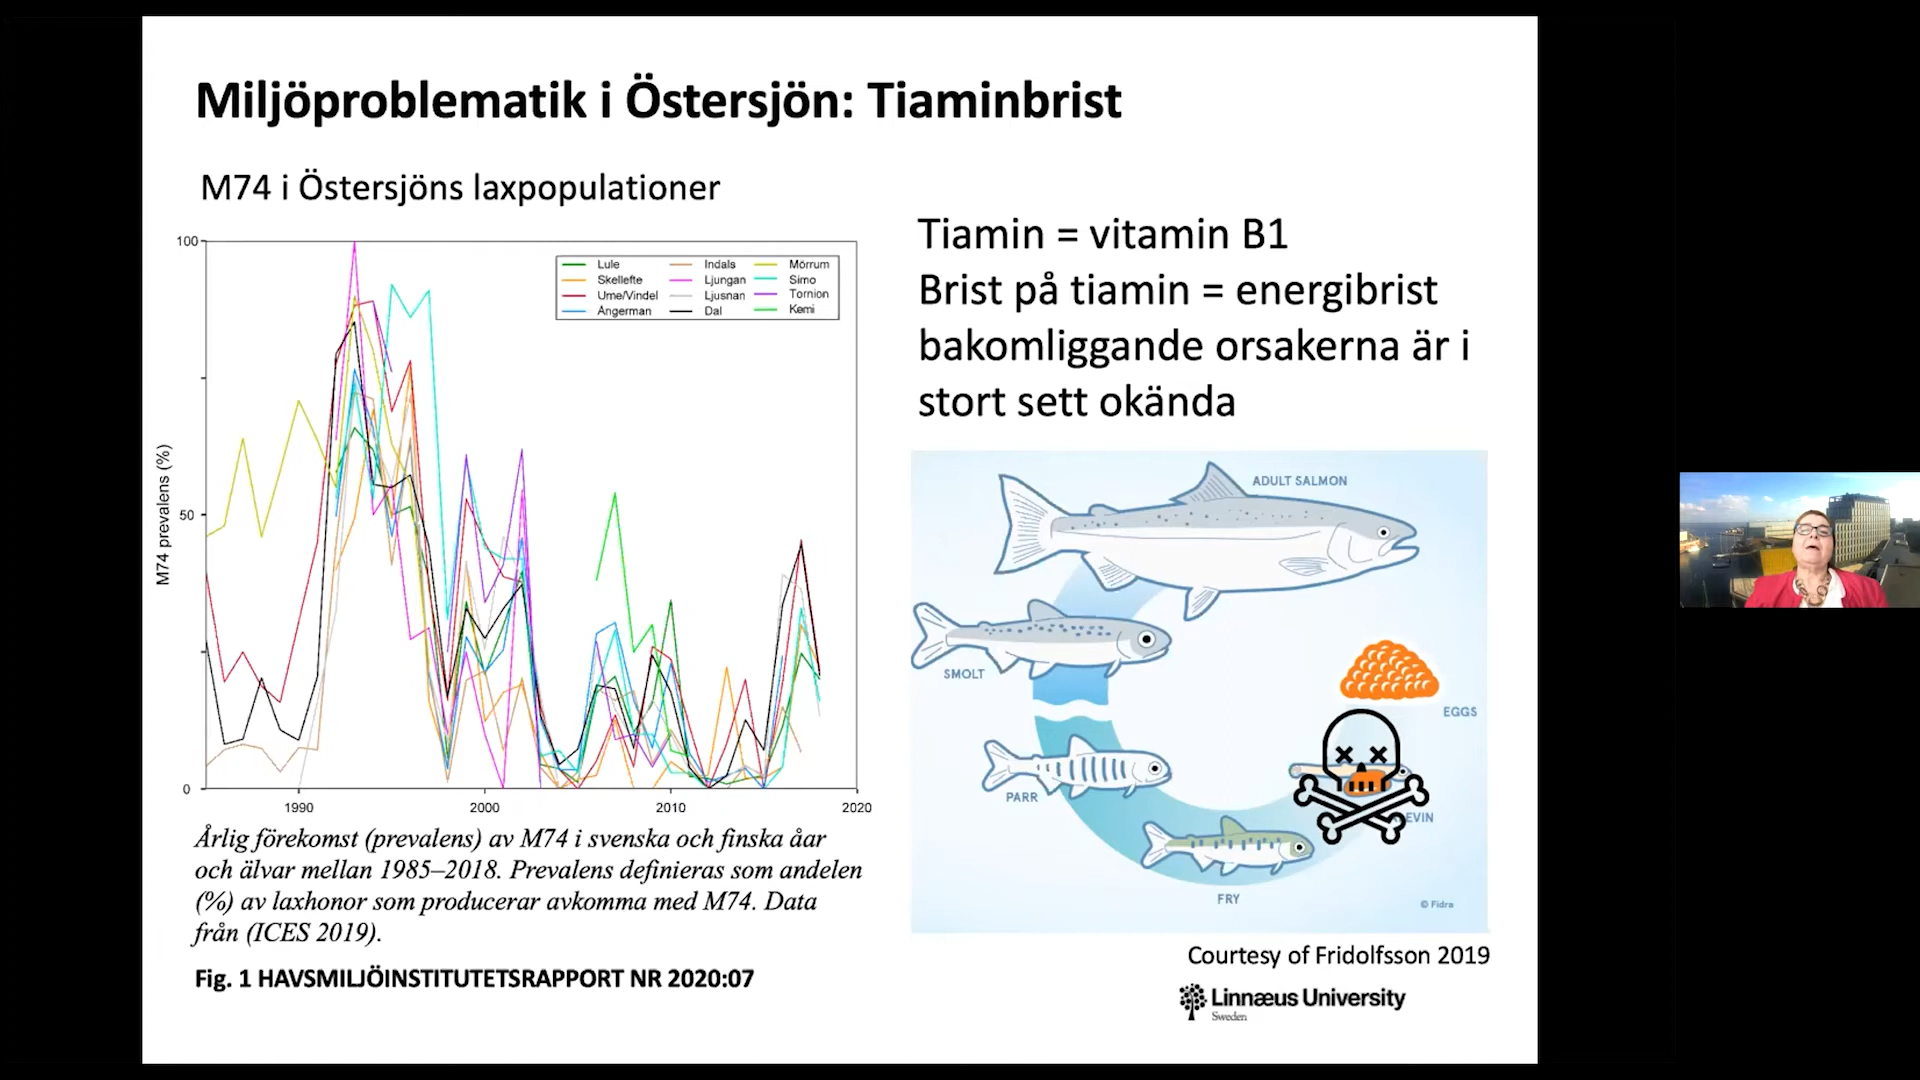 Miljöproblematik i Östersjön: Tiaminbrist
M74 i Östersjöns laxpopulationer
Tiamin = vitamin B1
Brist på tiamin = energibrist
bakomliggande orsakerna är i
stort sett okända
100
50
0
M74 prevalens (%)
Lule
Skellefte
Ume/Vindel
Angerman
Indals
Ljungan
Ljusnan
Dal
Mörrum
Simo
Tornion
Kemi
1990
2000
2010
2020
Årlig förekomst (prevalens) av M74 i svenska och finska åar
och älvar mellan 1985–2018. Prevalens definieras som andelen
(%) av laxhonor som producerar avkomma med M74. Data
från (ICES 2019).
Fig. 1 HAVSMILJÖINSTITUTETSRAPPORT NR 2020:07
ADULT SALMON
SMOLT
EGGS
PARR
EVIN
FRY
© Fidra
Courtesy of Fridolfsson 2019
Linnæus University
Sweden